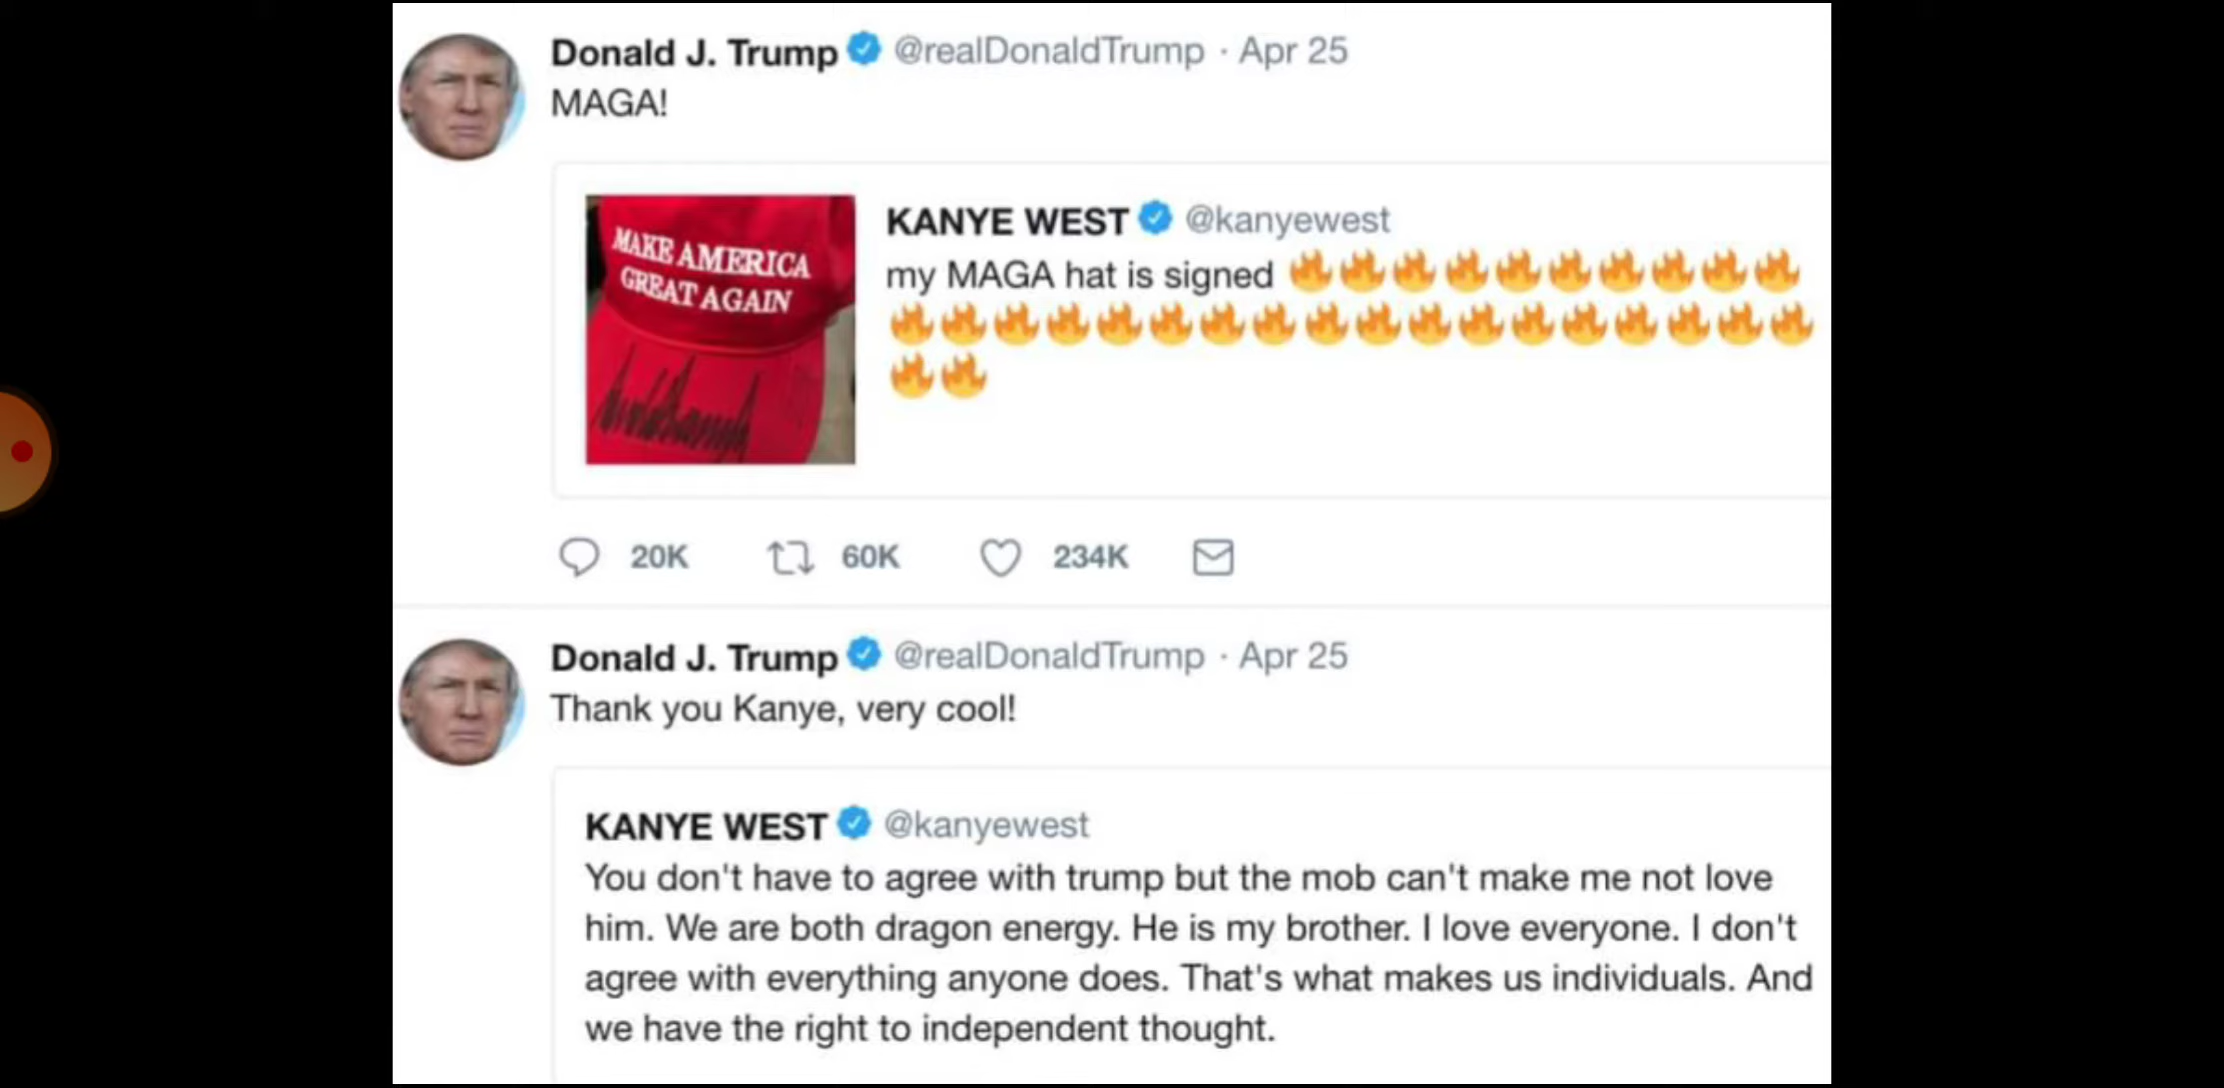 Donald J. Trump @realDonaldTrump · Apr 25
MAGA!
MAKE AMERICA
GREAT AGAIN
KANYE WEST @kanyewest
my MAGA hat is signed 🔥🔥🔥🔥🔥🔥🔥🔥🔥🔥
🔥🔥🔥🔥🔥🔥🔥🔥🔥🔥🔥🔥🔥🔥🔥🔥🔥🔥
🔥🔥
20K 60K 234K
Donald J. Trump @realDonaldTrump · Apr 25
Thank you Kanye, very cool!
KANYE WEST @kanyewest
You don't have to agree with trump but the mob can't make me not love
him. We are both dragon energy. He is my brother. I love everyone. I don't
agree with everything anyone does. That's what makes us individuals. And
we have the right to independent thought.